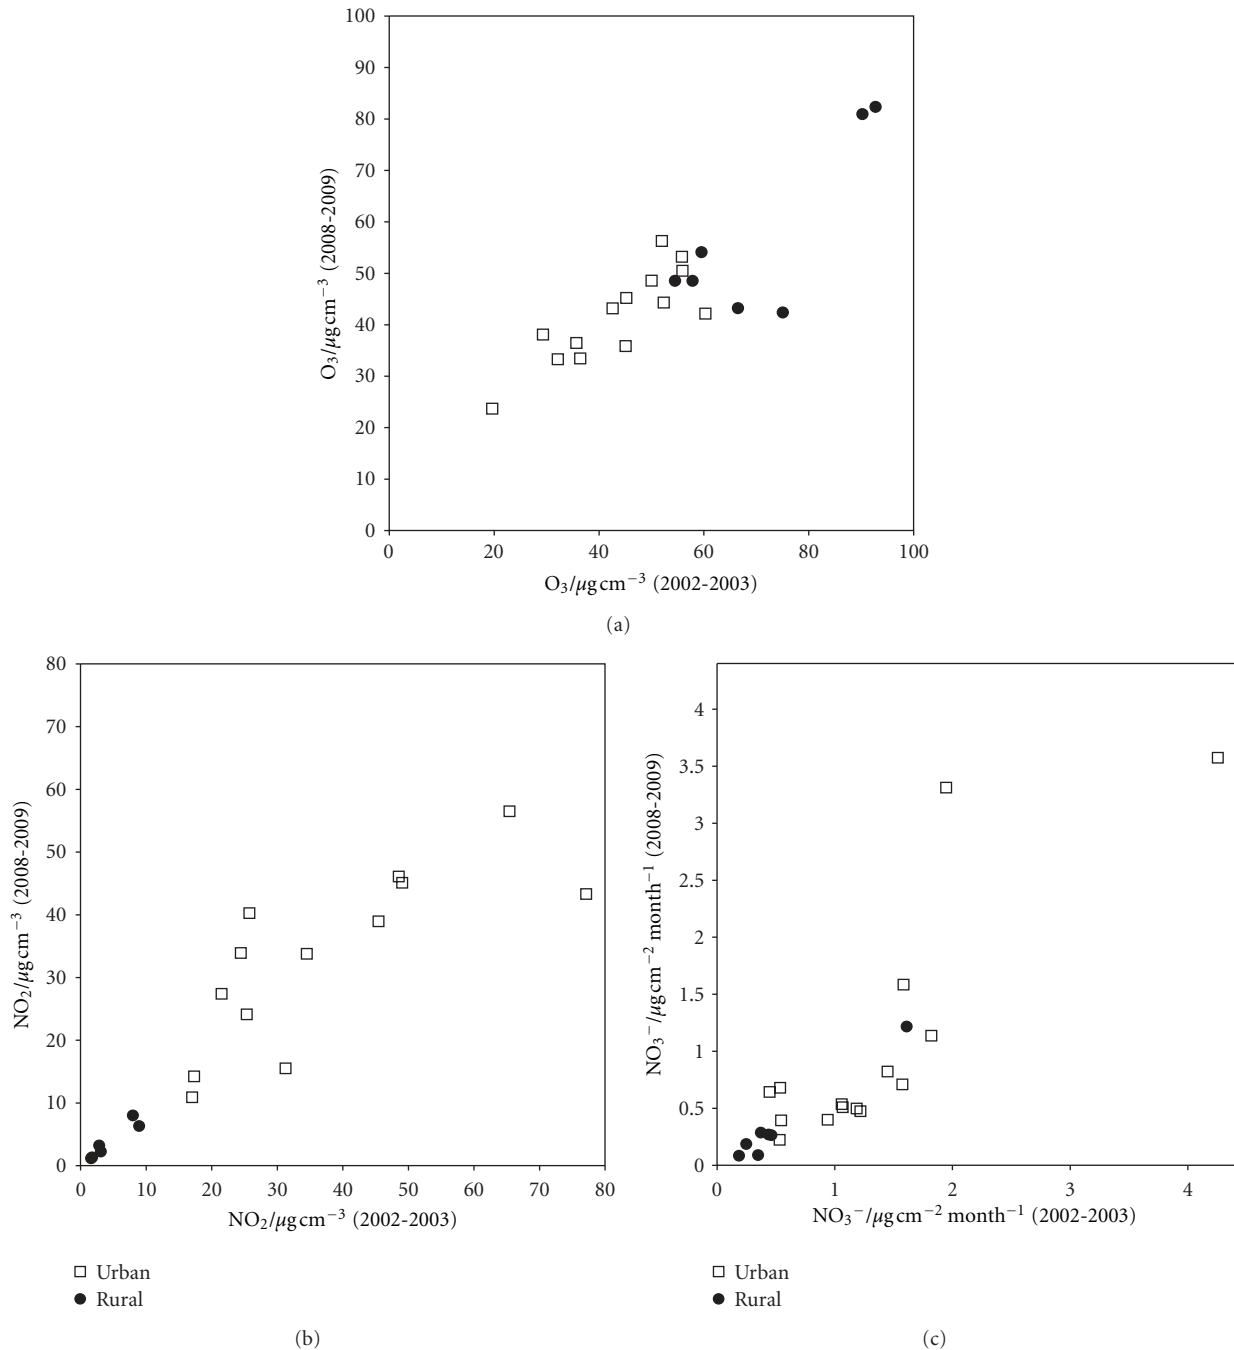 100
90
80
70
60
50
40
30
20
10
0
O₃/µg cm⁻³ (2008-2009)
0 20 40 60 80 100
O₃/µg cm⁻³ (2002-2003)
(a)
80
70
60
50
40
30
20
10
0
NO₂/µg cm⁻³ (2008-2009)
0 10 20 30 40 50 60 70 80
NO₂/µg cm⁻³ (2002-2003)
Urban
Rural
(b)
4
3.5
3
2.5
2
1.5
1
0.5
0
NO₃⁻/µg cm⁻² month⁻¹ (2008-2009)
0 1 2 3 4
NO₃⁻/µg cm⁻² month⁻¹ (2002-2003)
Urban
Rural
(c)